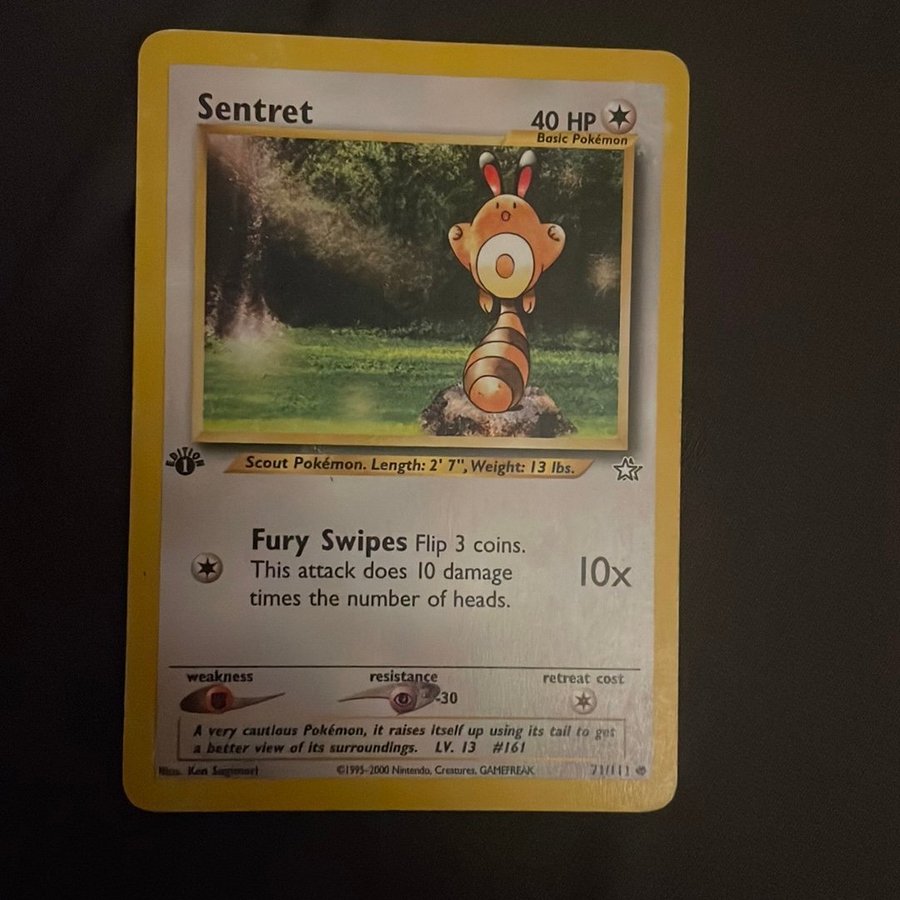 Sentret
40 HP
Basic Pokémon
EDITION
1
Scout Pokémon. Length: 2' 7", Weight: 13 lbs.
Fury Swipes Flip 3 coins.
This attack does 10 damage
times the number of heads.
10x
weakness resistance retreat cost
-30
A very cautious Pokémon, it raises itself up using its tail to get
a better view of its surroundings. LV. 13 #161
Illus. Ken Sugimori ©1995-2000 Nintendo, Creatures, GAMEFREAK 71/111